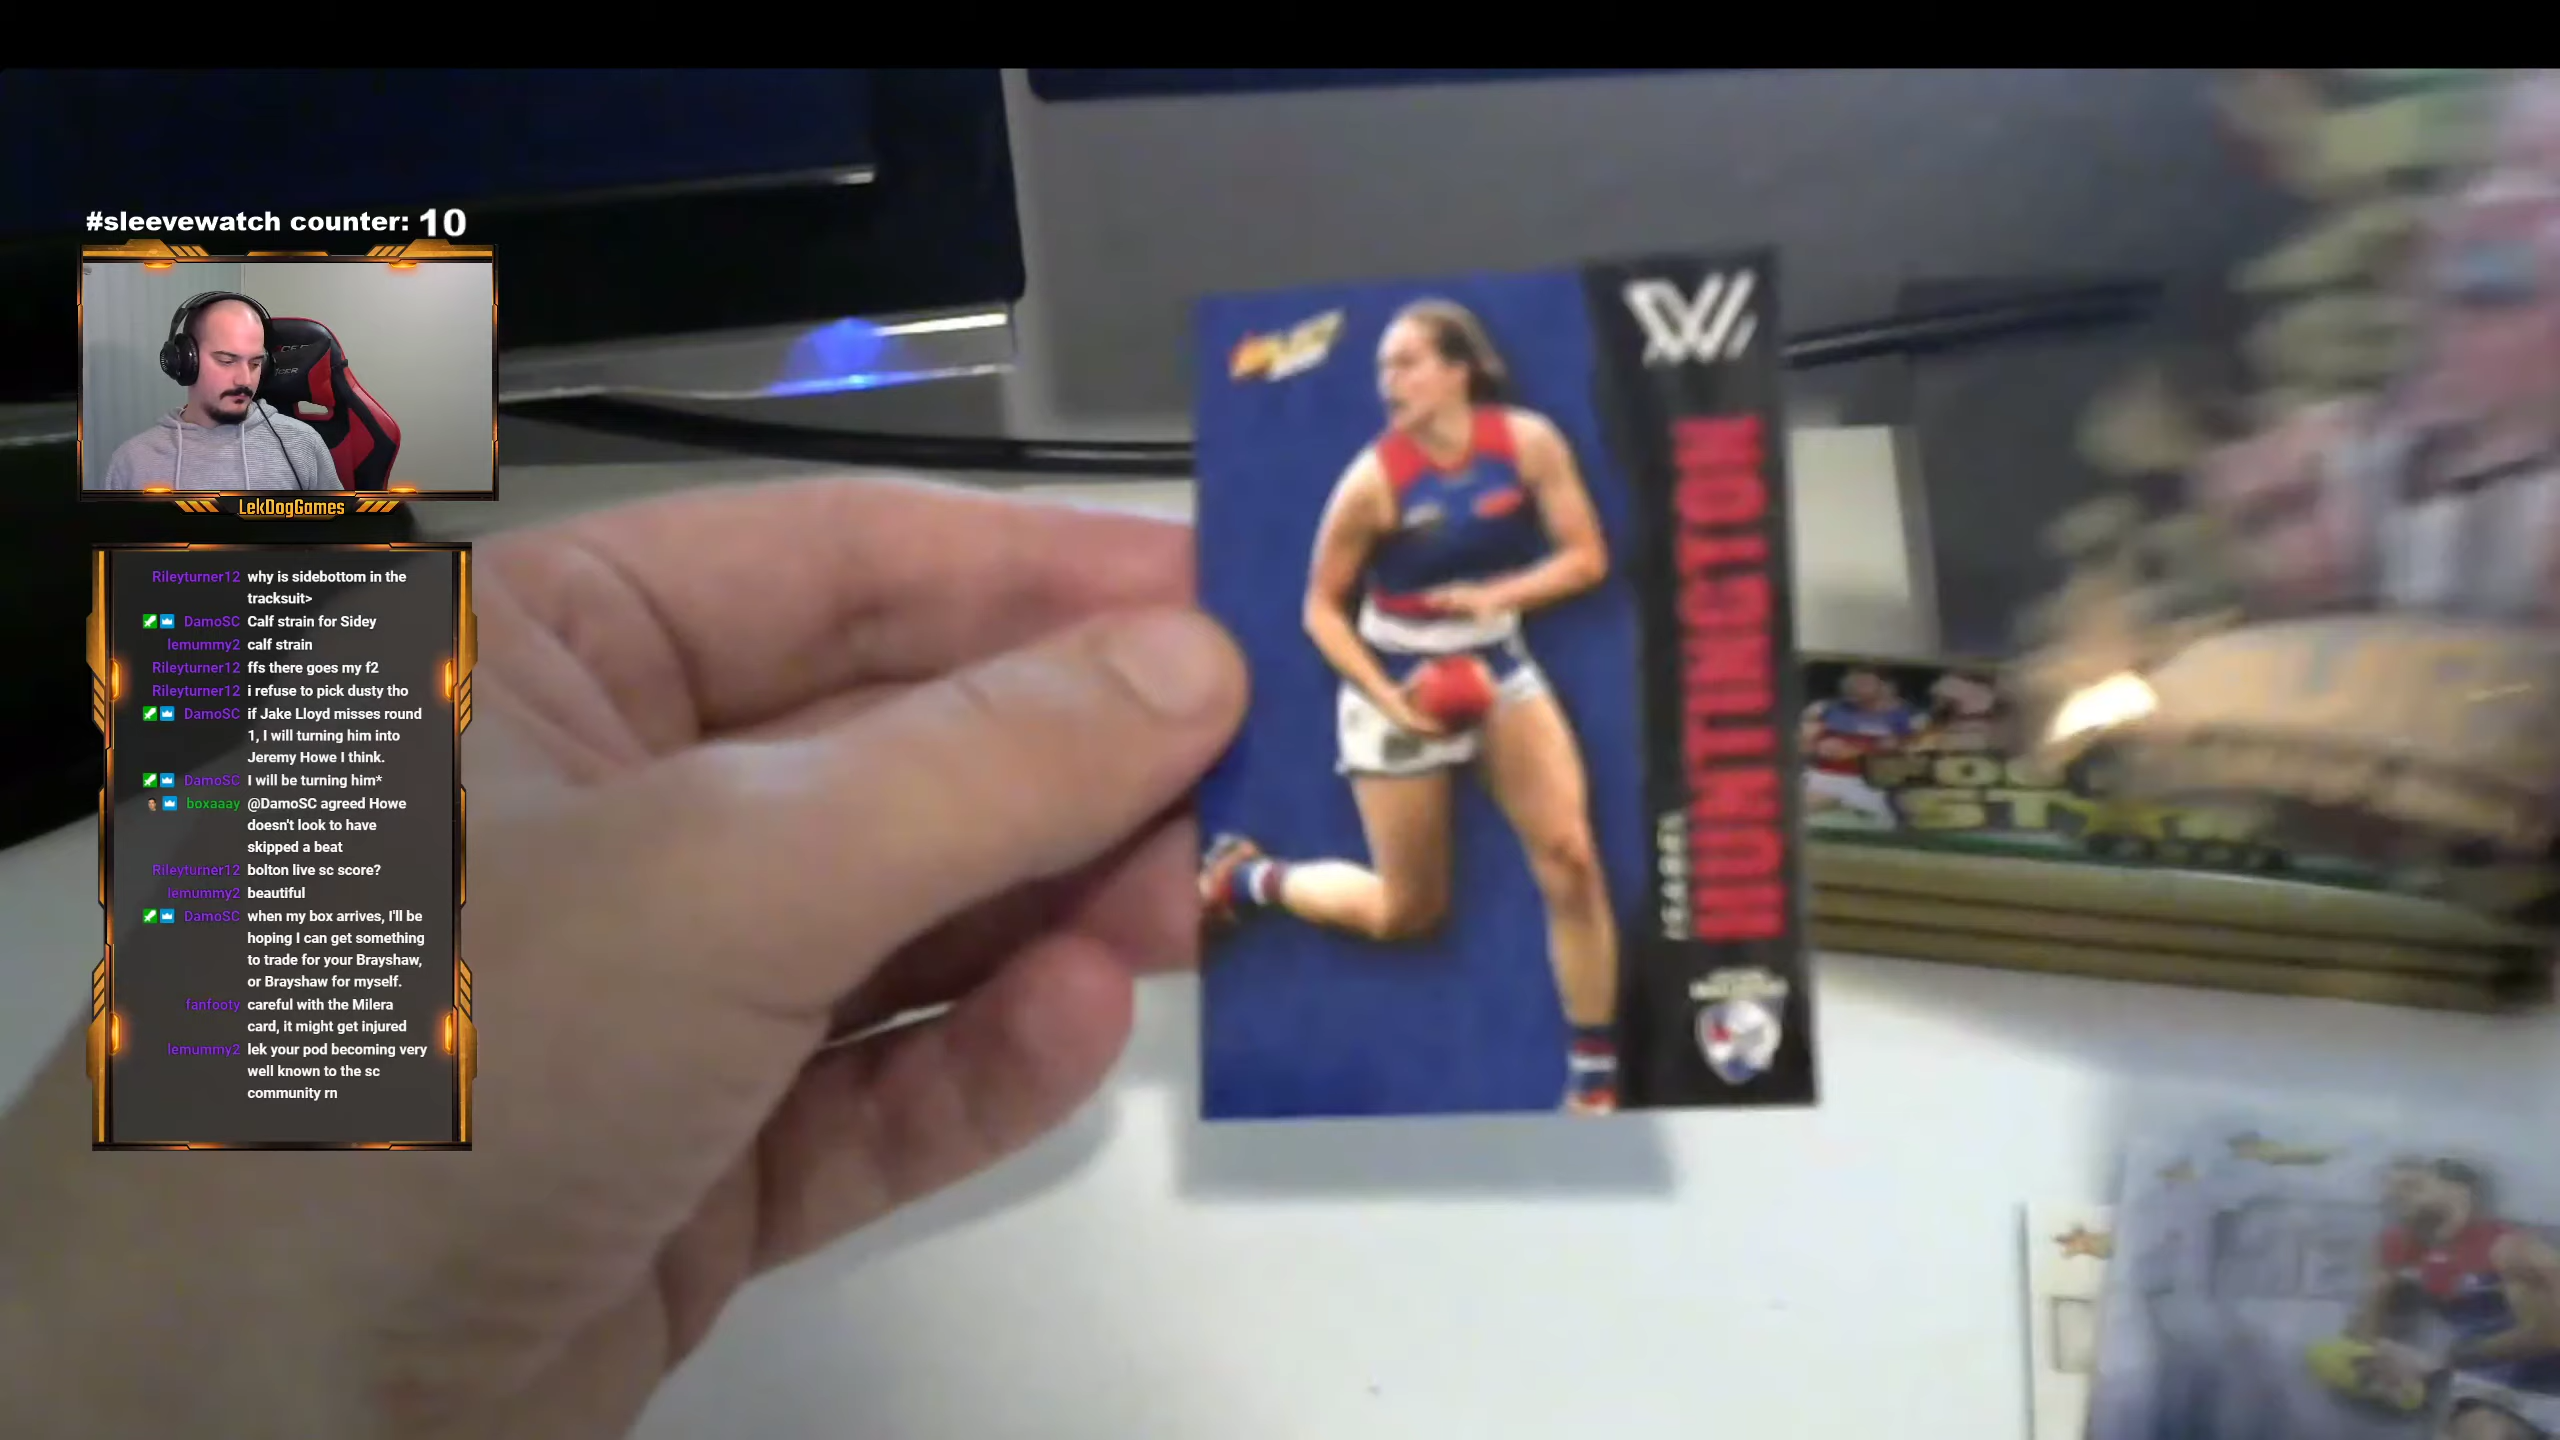 #sleevewatch counter: 10
LekDogGames
Rileyturner12 why is sidebottom in the
tracksuit>
DamoSC Calf strain for Sidey
lemummy2 calf strain
Rileyturner12 ffs there goes my f2
Rileyturner12 i refuse to pick dusty tho
DamoSC if Jake Lloyd misses round
1, I will turning him into
Jeremy Howe I think.
DamoSC I will be turning him*
boxaaay @DamoSC agreed Howe
doesn't look to have
skipped a beat
Rileyturner12 bolton live sc score?
lemummy2 beautiful
DamoSC when my box arrives, I'll be
hoping I can get something
to trade for your Brayshaw,
or Brayshaw for myself.
fanfooty careful with the Milera
card, it might get injured
lemummy2 lek your pod becoming very
well known to the sc
community rn
ISABEL
HUNTINGTON